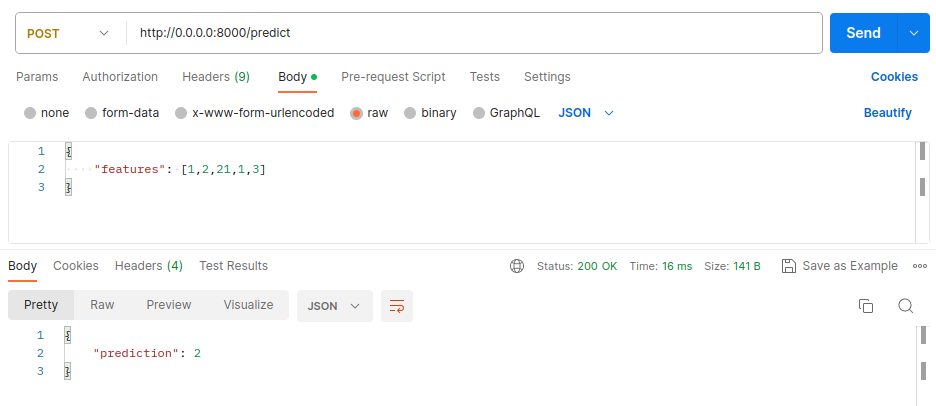 POST http://0.0.0.0:8000/predict Send
Params Authorization Headers (9) Body Pre-request Script Tests Settings Cookies
none form-data x-www-form-urlencoded raw binary GraphQL JSON Beautify
1 {
2 "features": [1,2,21,1,3]
3 }
Body Cookies Headers (4) Test Results Status: 200 OK Time: 16 ms Size: 141 B Save as Example
Pretty Raw Preview Visualize JSON
1 {
2 "prediction": 2
3 }